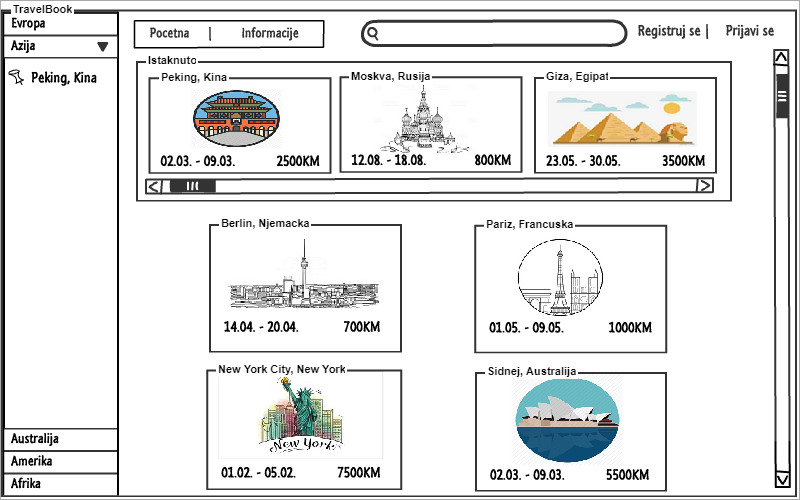 TravelBook
Evropa
Azija
Peking, Kina
Australija
Amerika
Afrika
Pocetna | Informacije
Registruj se | Prijavi se
Istaknuto
Peking, Kina
02.03. - 09.03. 2500KM
Moskva, Rusija
12.08. - 18.08. 800KM
Giza, Egipat
23.05. - 30.05. 3500KM
Berlin, Njemacka
14.04. - 20.04. 700KM
Pariz, Francuska
01.05. - 09.05. 1000KM
New York City, New York
New York
01.02. - 05.02. 7500KM
Sidnej, Australija
02.03. - 09.03. 5500KM